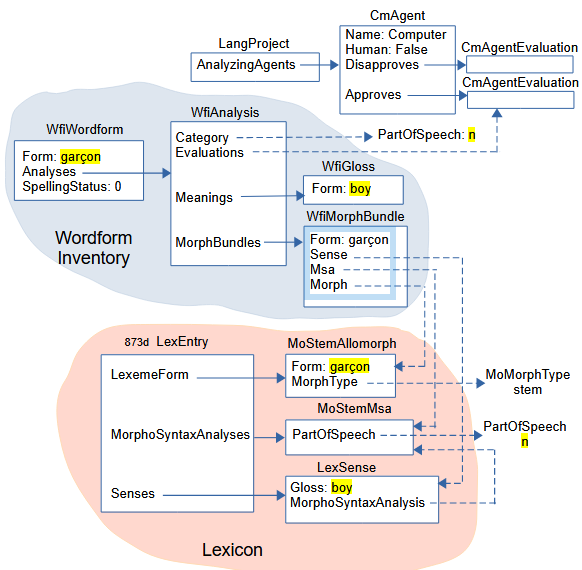 CmAgent
Name: Computer
Human: False
Disapproves
Approves
LangProject
AnalyzingAgents
CmAgentEvaluation
CmAgentEvaluation
WfiAnalysis
Category
Evaluations
Meanings
MorphBundles
PartOfSpeech: n
WfiWordform
Form: garçon
Analyses
SpellingStatus: 0
WfiGloss
Form: boy
WfiMorphBundle
Form: garçon
Sense
Msa
Morph
Wordform
Inventory
873d LexEntry
LexemeForm
MorphoSyntaxAnalyses
Senses
MoStemAllomorph
Form: garçon
MorphType
MoMorphType
stem
MoStemMsa
PartOfSpeech
PartOfSpeech
n
LexSense
Gloss: boy
MorphoSyntaxAnalysis
Lexicon